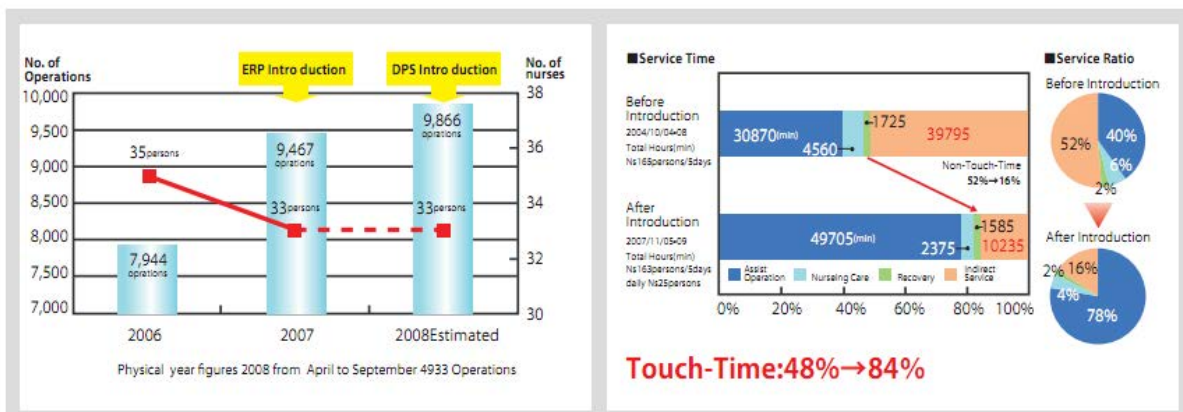 No. of
Operations
ERP Intro duction
DPS Intro duction
No. of
nurses
10,000
9,500
9,000
8,500
8,000
7,500
7,000
38
36
34
32
30
35persons
33persons
33persons
7,944
oprations
9,467
oprations
9,866
oprations
2006
2007
2008Estimated
Physical year figures 2008 from April to September 4933 Operations
■Service Time
Before
Introduction
2004/10/04•08
Total Hours(min)
Ns165persons/5days
30870(min)
4560
1725
39795
Non-Touch-Time
52%→16%
After
Introduction
2007/11/05•09
Total Hours(min)
Ns163persons/5days
daily Ns25persons
49705(min)
2375
1585
10235
Assist
Operation
Nurseing Care
Recovery
Indirect
Service
0% 20% 40% 60% 80% 100%
Touch-Time:48%→84%
■Service Ratio
Before Introduction
52%
40%
6%
2%
After Introduction
2%
16%
4%
78%